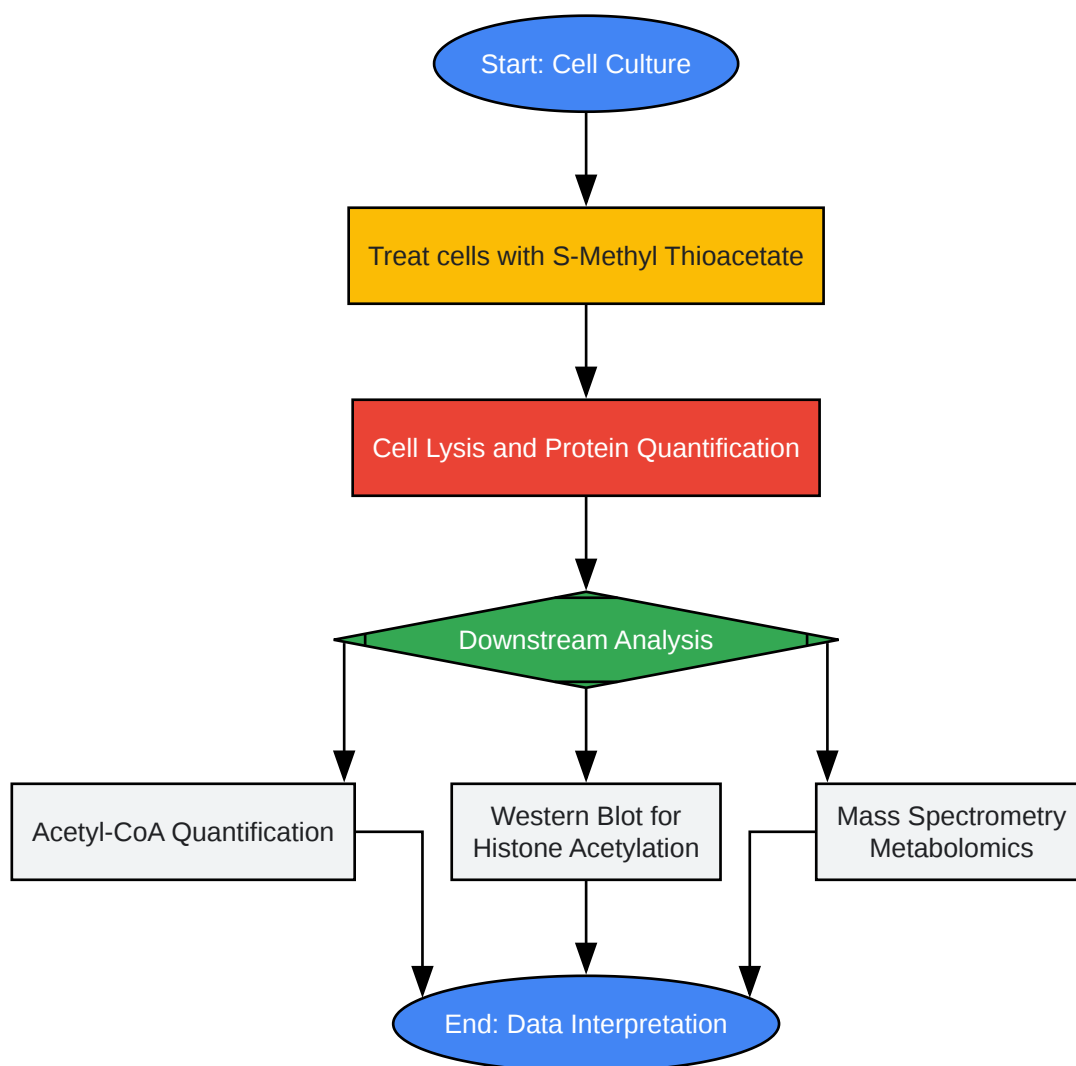 Start: Cell Culture
Treat cells with S-Methyl Thioacetate
Cell Lysis and Protein Quantification
Downstream Analysis
Acetyl-CoA Quantification
Western Blot for
Histone Acetylation
Mass Spectrometry
Metabolomics
End: Data Interpretation